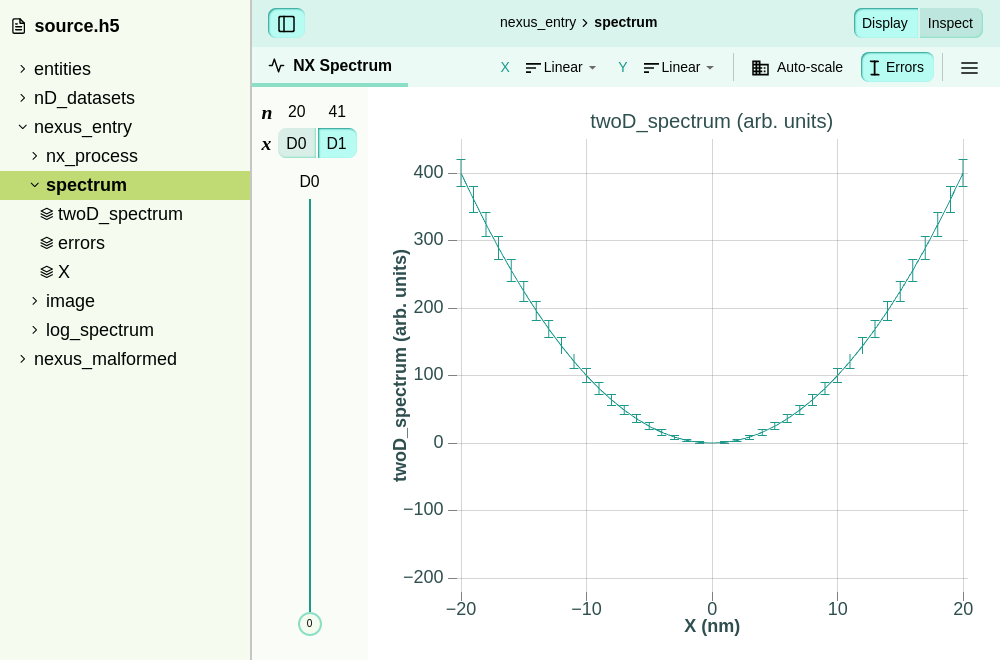 source.h5
entities
nD_datasets
nexus_entry
nx_process
spectrum
twoD_spectrum
errors
X
image
log_spectrum
nexus_malformed
nexus_entry › spectrum
Display Inspect
NX Spectrum
X Linear Y Linear Auto-scale Errors
n 20 41
x D0 D1
D0
0
twoD_spectrum (arb. units)
400
300
200
100
0
−100
−200
twoD_spectrum (arb. units)
−20 −10 0 10 20
X (nm)